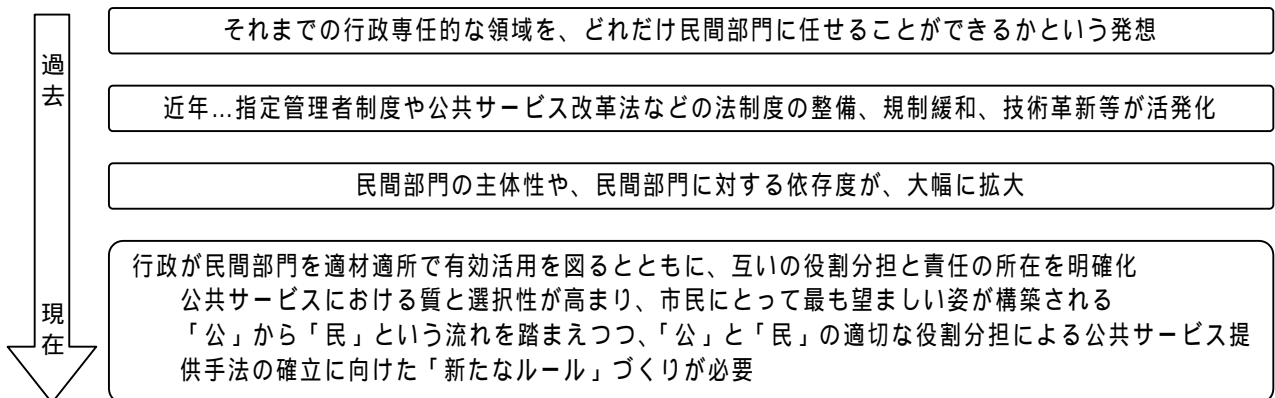 過去
それまでの行政専任的な領域を、どれだけ民間部門に任せることができるかという発想
近年…指定管理者制度や公共サービス改革法などの法制度の整備、規制緩和、技術革新等が活発化
民間部門の主体性や、民間部門に対する依存度が、大幅に拡大
現在
行政が民間部門を適材適所で有効活用を図るとともに、互いの役割分担と責任の所在を明確化
公共サービスにおける質と選択性が高まり、市民にとって最も望ましい姿が構築される
「公」から「民」という流れを踏まえつつ、「公」と「民」の適切な役割分担による公共サービス提
供手法の確立に向けた「新たなルール」づくりが必要